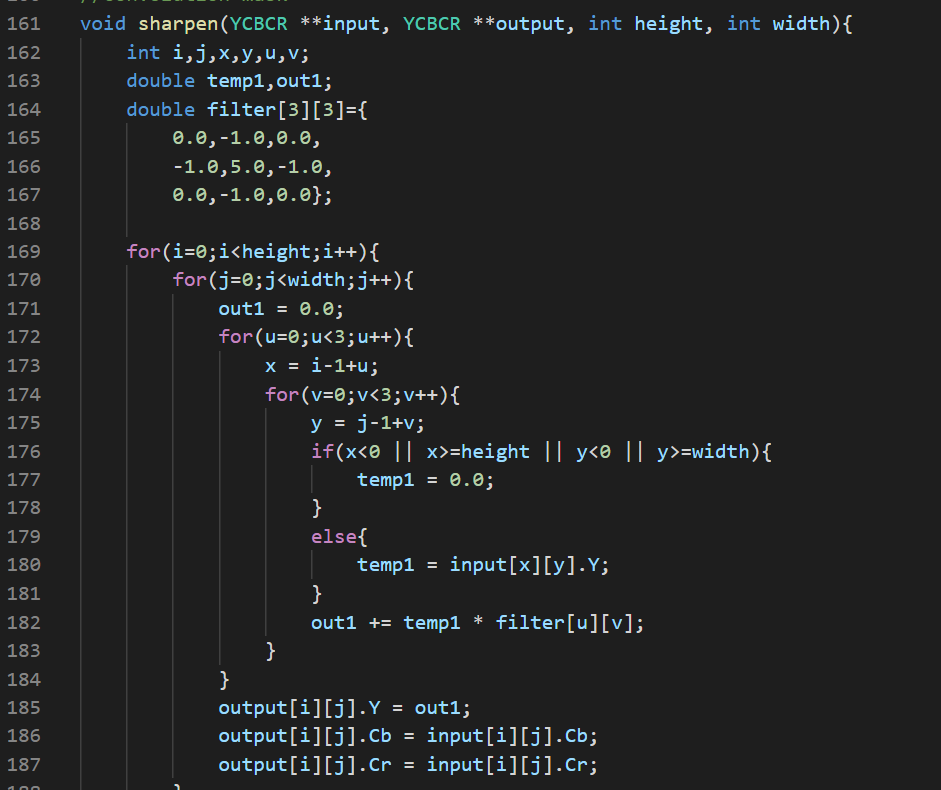 161 void sharpen(YCBCR **input, YCBCR **output, int height, int width){
162 int i,j,x,y,u,v;
163 double temp1,out1;
164 double filter[3][3]={
165 0.0,-1.0,0.0,
166 -1.0,5.0,-1.0,
167 0.0,-1.0,0.0};
168
169 for(i=0;i<height;i++){
170 for(j=0;j<width;j++){
171 out1 = 0.0;
172 for(u=0;u<3;u++){
173 x = i-1+u;
174 for(v=0;v<3;v++){
175 y = j-1+v;
176 if(x<0 || x>=height || y<0 || y>=width){
177 temp1 = 0.0;
178 }
179 else{
180 temp1 = input[x][y].Y;
181 }
182 out1 += temp1 * filter[u][v];
183 }
184 }
185 output[i][j].Y = out1;
186 output[i][j].Cb = input[i][j].Cb;
187 output[i][j].Cr = input[i][j].Cr;